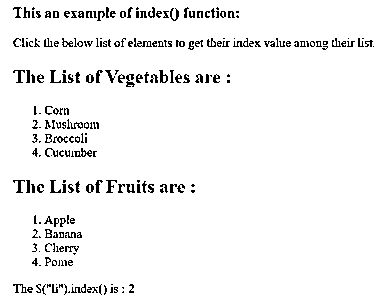 This an example of index() function:
Click the below list of elements to get their index value among their list.
The List of Vegetables are :
1. Corn
2. Mushroom
3. Broccoli
4. Cucumber
The List of Fruits are :
1. Apple
2. Banana
3. Cherry
4. Pome
The $("li").index() is : 2